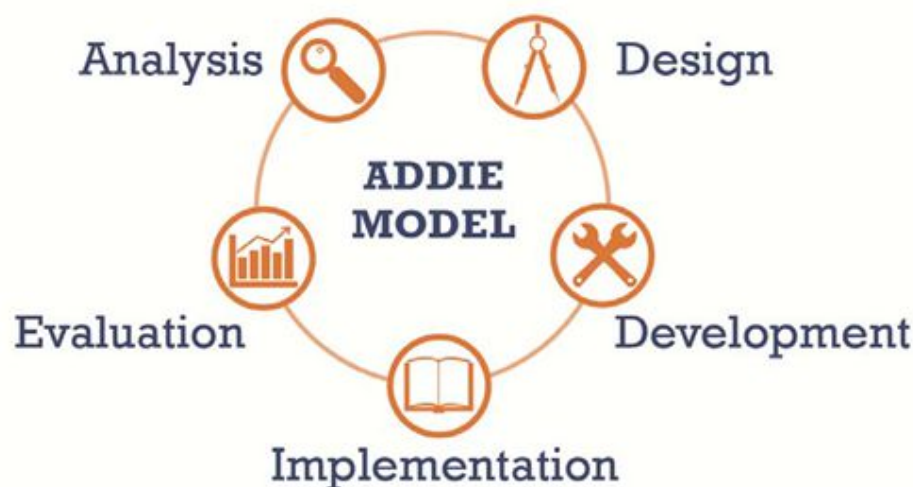 Analysis
Design
ADDIE
MODEL
Evaluation
Development
Implementation